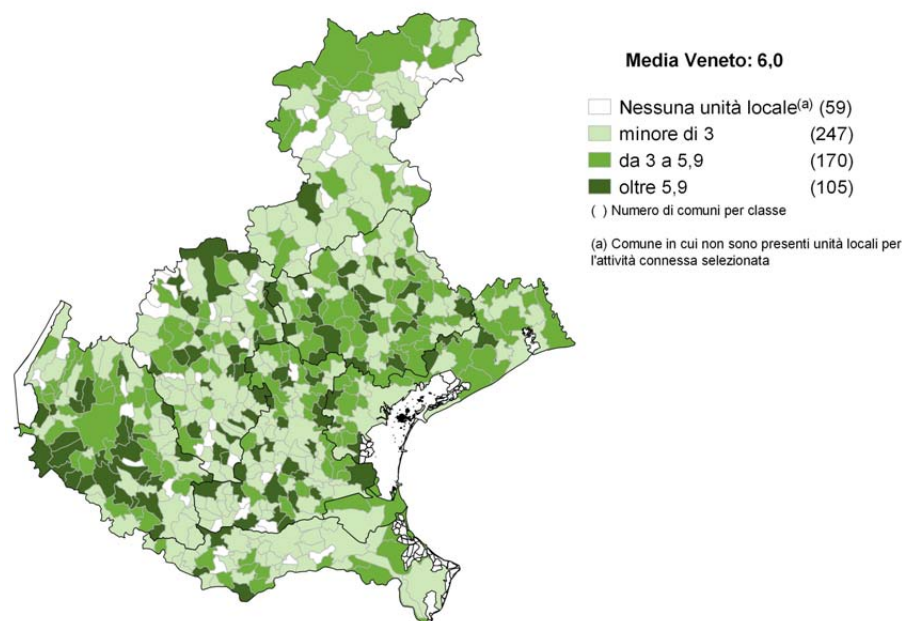 Media Veneto: 6,0
Nessuna unità locale(a) (59)
minore di 3 (247)
da 3 a 5,9 (170)
oltre 5,9 (105)
( ) Numero di comuni per classe
(a) Comune in cui non sono presenti unità locali per
l'attività connessa selezionata